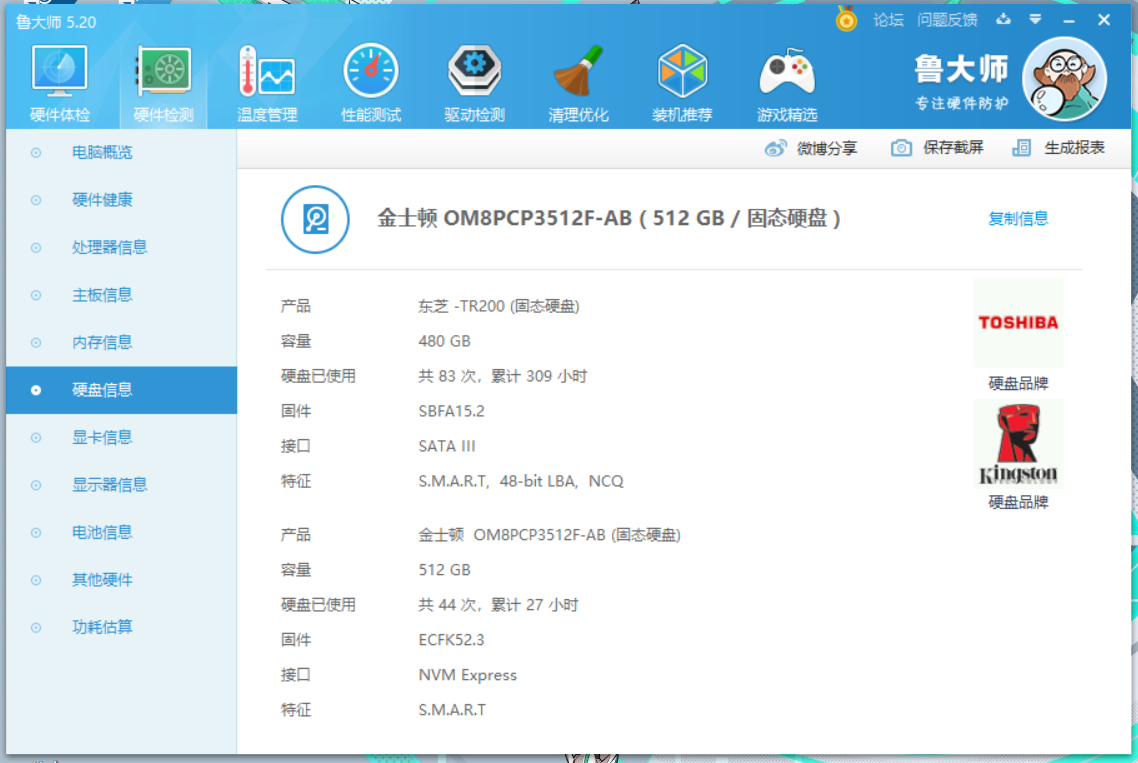 鲁大师 5.20
论坛 问题反馈
硬件体检 硬件检测 温度管理 性能测试 驱动检测 清理优化 装机推荐 游戏精选
鲁大师
专注硬件防护
微博分享 保存截屏 生成报表
电脑概览
硬件健康
处理器信息
主板信息
内存信息
硬盘信息
显卡信息
显示器信息
电池信息
其他硬件
功耗估算
金士顿 OM8PCP3512F-AB ( 512 GB / 固态硬盘 )
复制信息
产品 东芝 -TR200 (固态硬盘)
容量 480 GB
硬盘已使用 共 83 次，累计 309 小时
固件 SBFA15.2
接口 SATA III
特征 S.M.A.R.T, 48-bit LBA, NCQ
TOSHIBA
硬盘品牌
Kingston
TECHNOLOGY
硬盘品牌
产品 金士顿 OM8PCP3512F-AB (固态硬盘)
容量 512 GB
硬盘已使用 共 44 次，累计 27 小时
固件 ECFK52.3
接口 NVM Express
特征 S.M.A.R.T